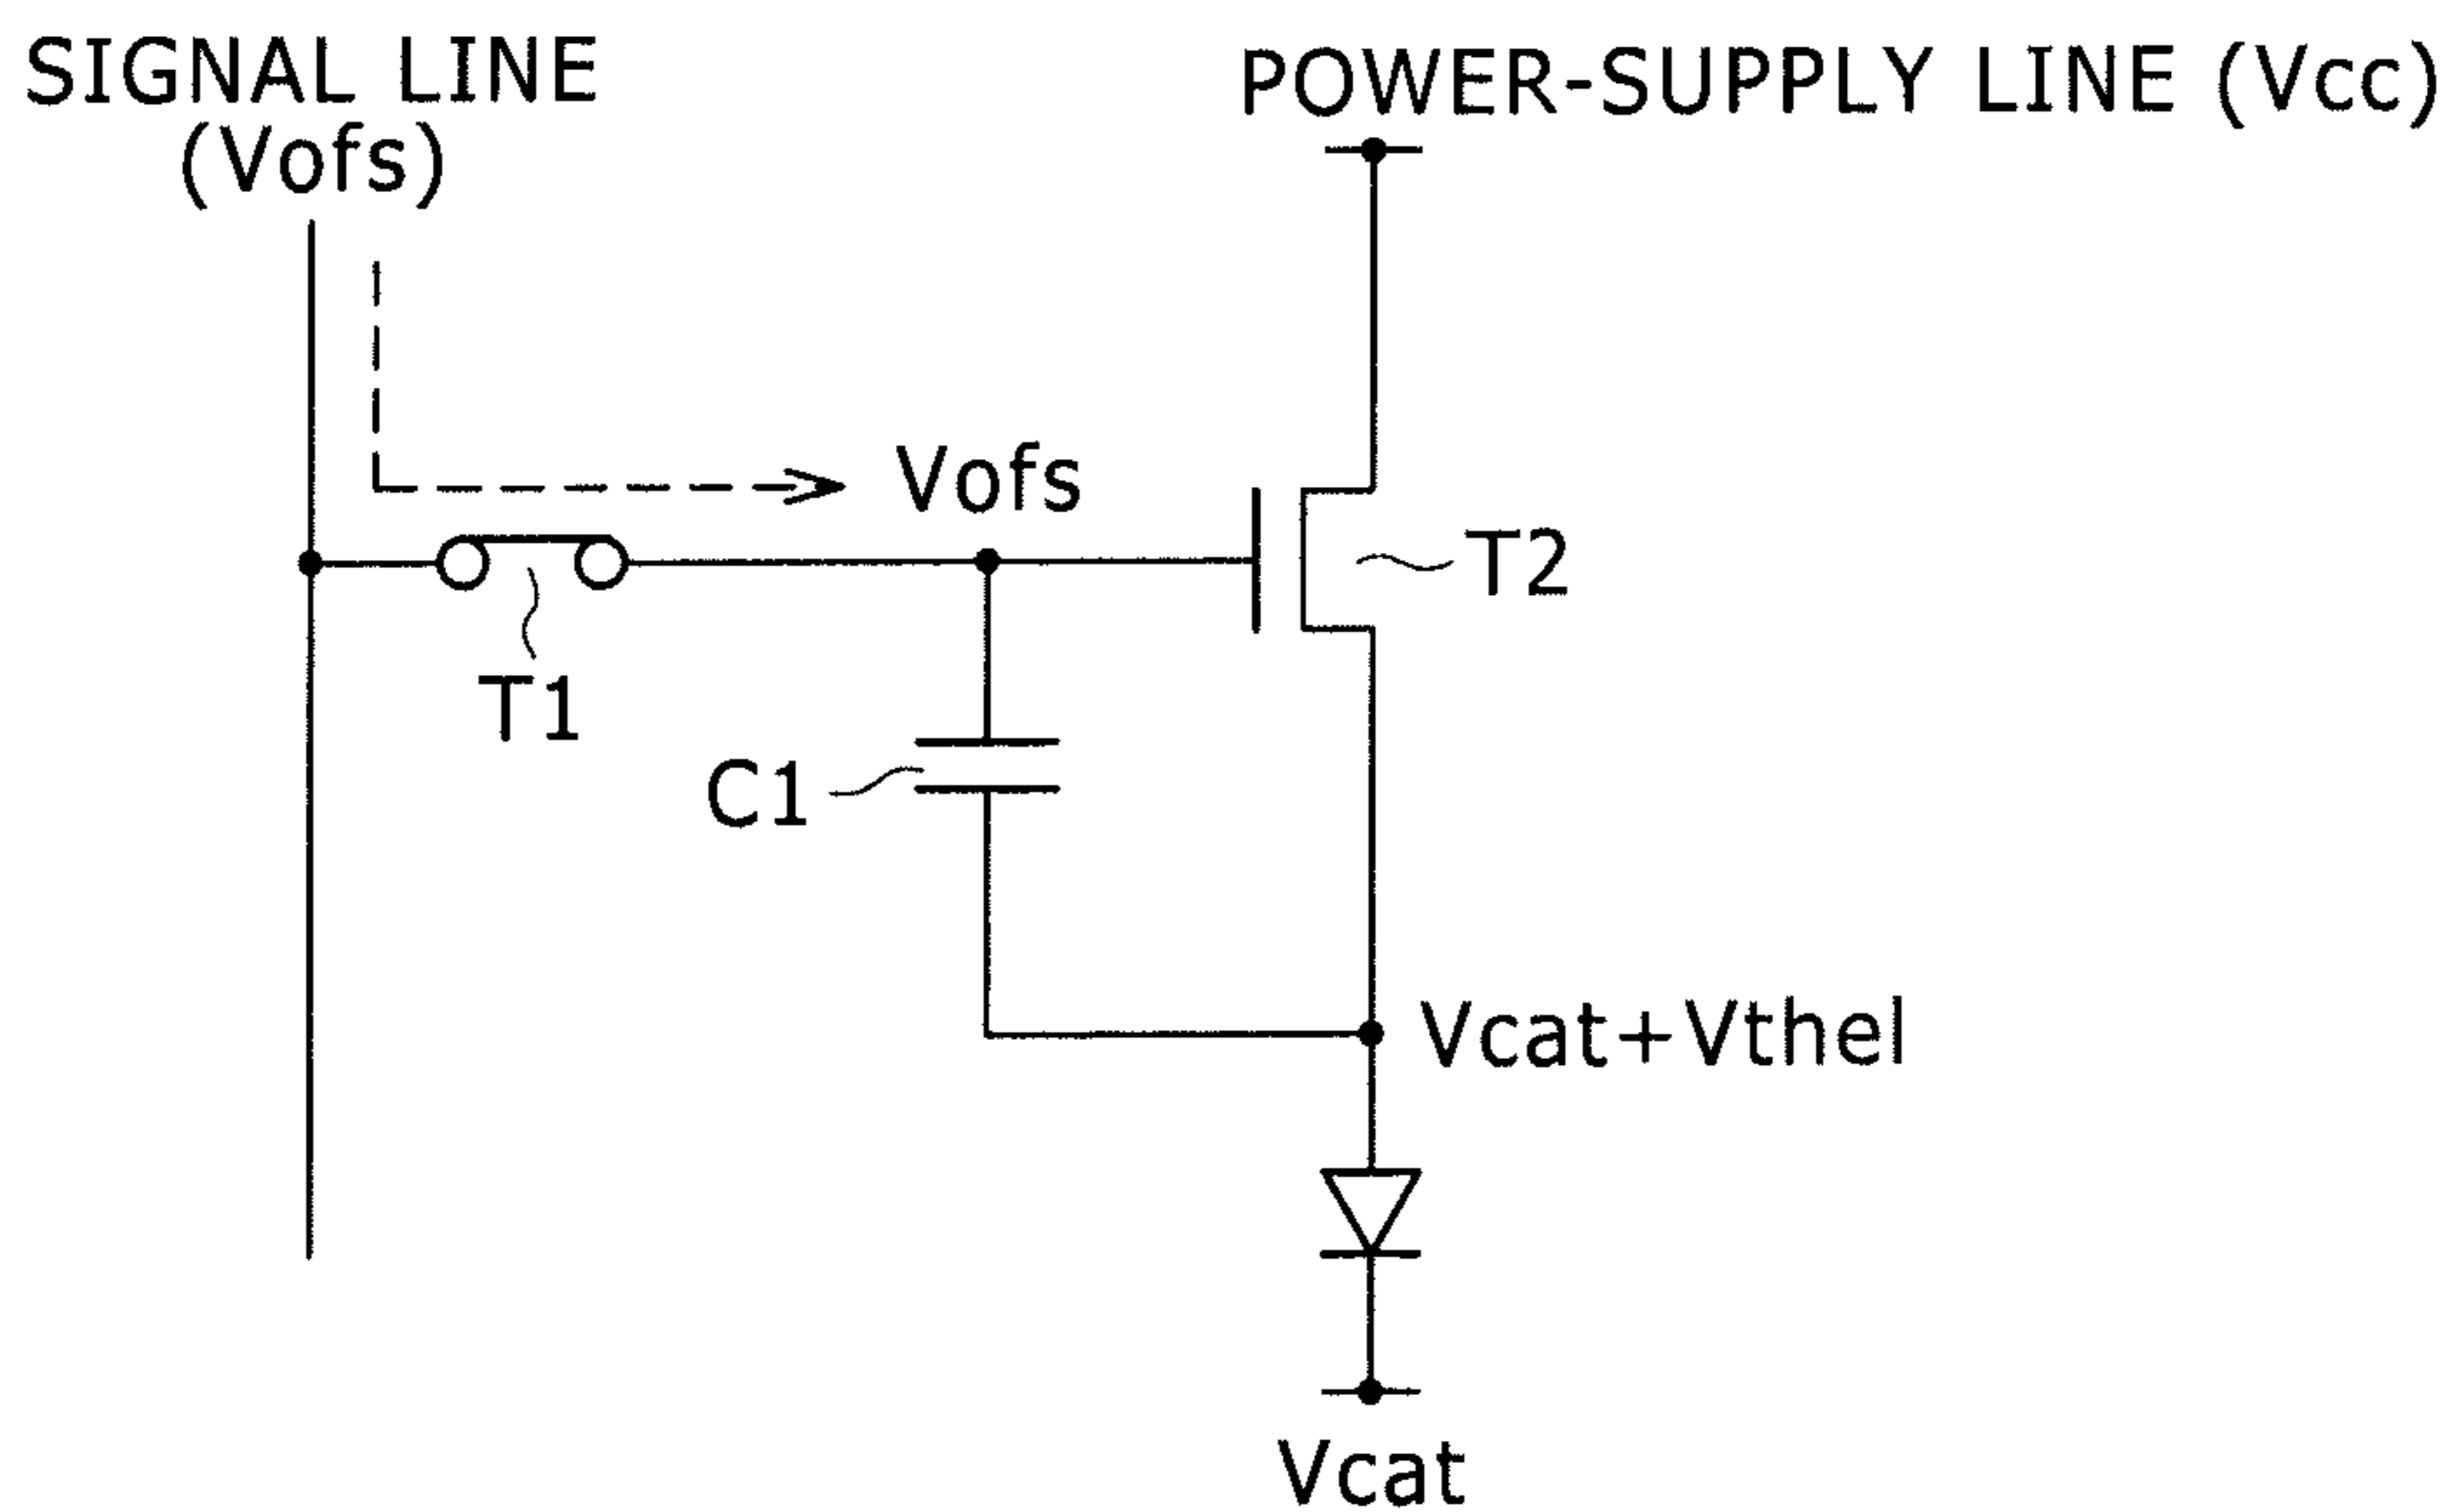 SIGNAL LINE
(Vofs)
POWER-SUPPLY LINE (Vcc)
Vofs
T2
T1
C1
Vcat+Vthel
Vcat